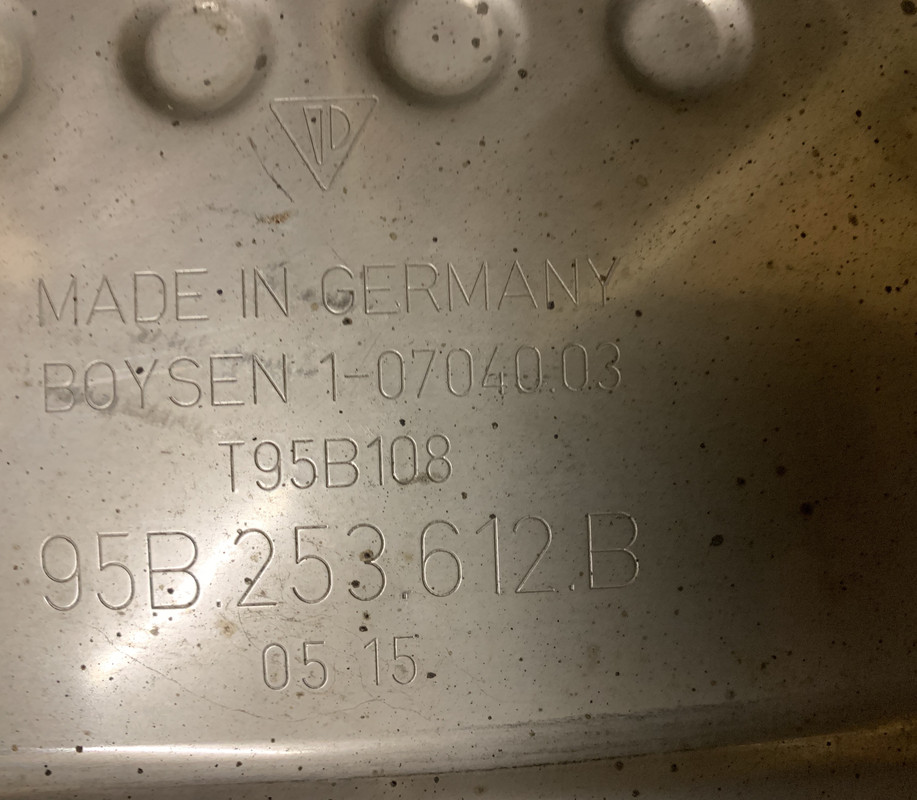 MADE IN GERMANY
BOYSEN 1-07040.03
T95B108
95B.253.612.B
05 15